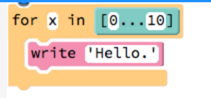 for x in [0...10]
write 'Hello.'